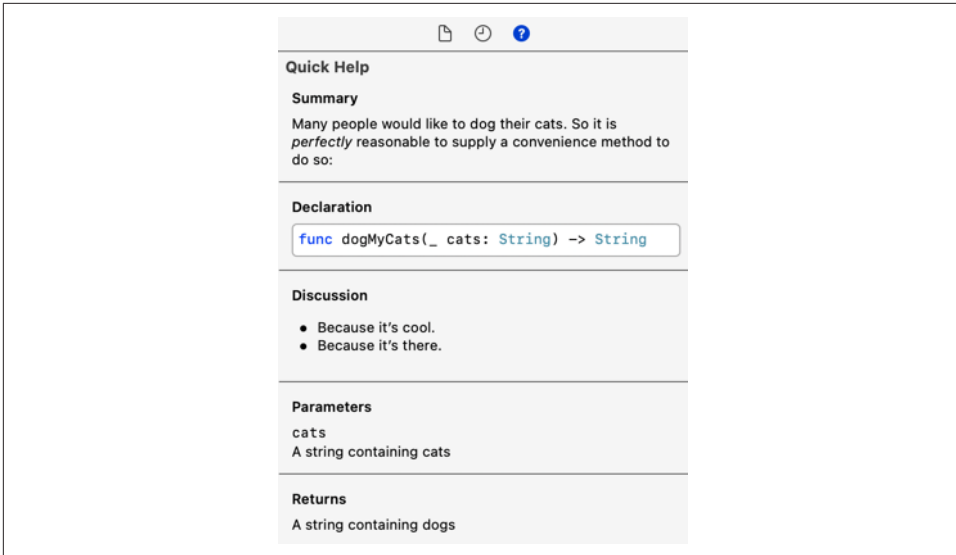 ?
Quick Help
Summary
Many people would like to dog their cats. So it is
perfectly reasonable to supply a convenience method to
do so:
Declaration
func dogMyCats(_ cats: String) -> String
Discussion
• Because it's cool.
• Because it's there.
Parameters
cats
A string containing cats
Returns
A string containing dogs